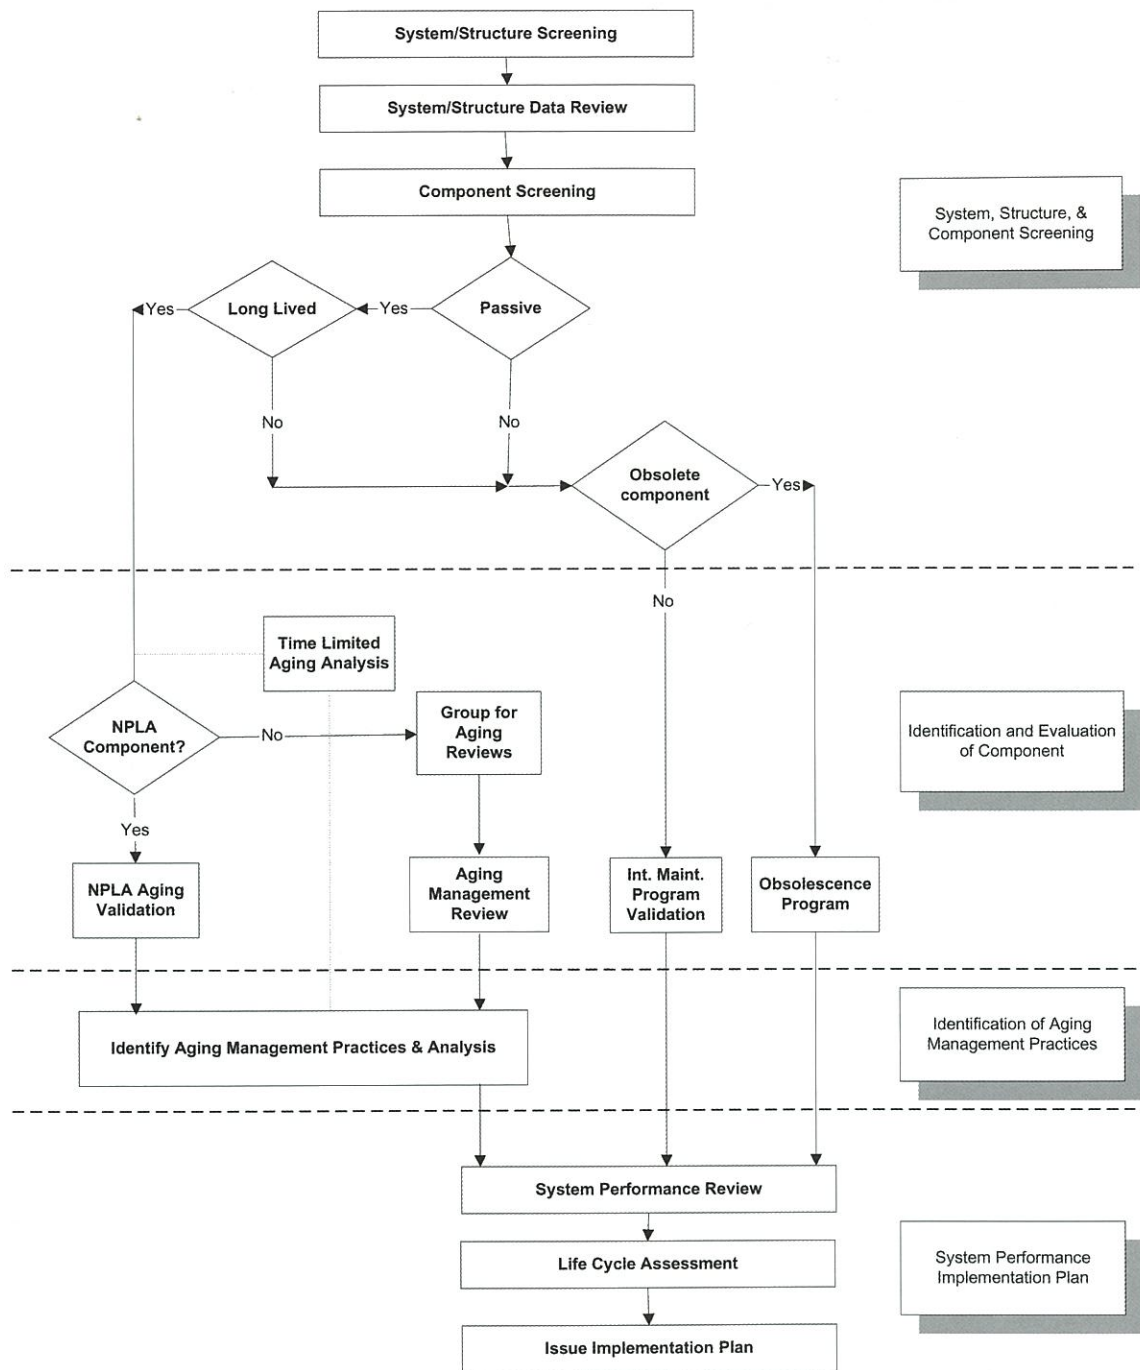 System/Structure Screening
System/Structure Data Review
Component Screening
System, Structure, &
Component Screening
Yes
Long Lived
Yes
Passive
No
No
Obsolete
component
Yes
No
Time Limited
Aging Analysis
NPLA
Component?
No
Group for
Aging
Reviews
Identification and Evaluation
of Component
Yes
NPLA Aging
Validation
Aging
Management
Review
Int. Maint.
Program
Validation
Obsolescence
Program
Identify Aging Management Practices & Analysis
Identification of Aging
Management Practices
System Performance Review
Life Cycle Assessment
System Performance
Implementation Plan
Issue Implementation Plan